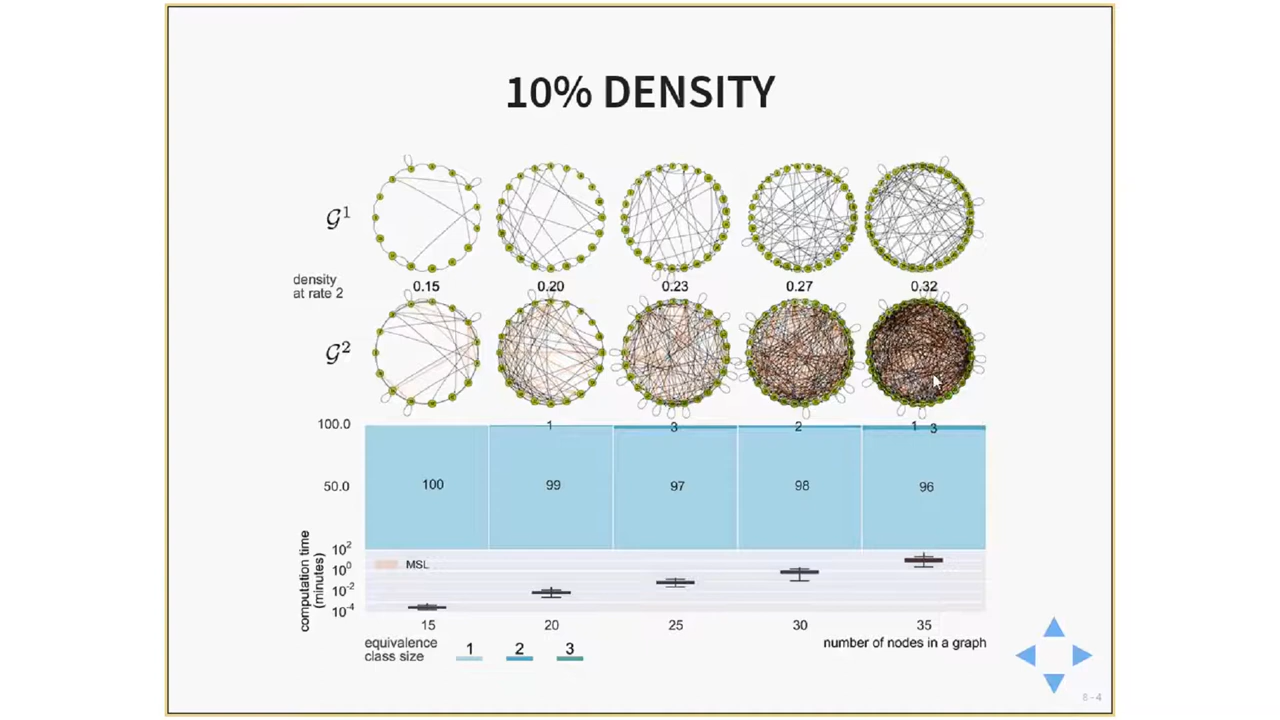 10% DENSITY
𝒢¹
density
at rate 2
0.15 0.20 0.23 0.27 0.32
𝒢²
100.0
1 3 2 1 3
50.0
100 99 97 98 96
computation time
(minutes)
10²
10⁰
10⁻²
10⁻⁴
MSL
15 20 25 30 35
equivalence
class size
1 2 3
number of nodes in a graph
8-4